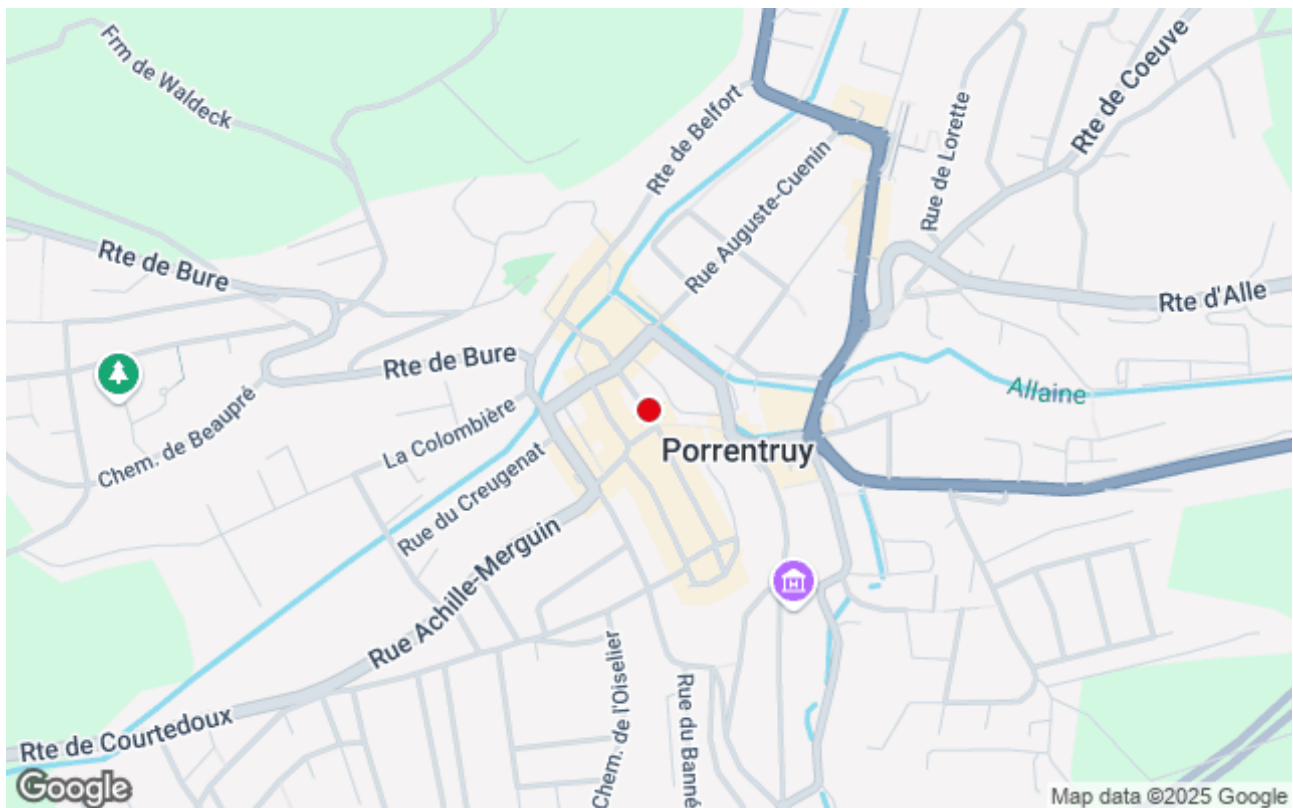 Frm de Waldeck
Rte de Belfort
Rte de Coeuve
Rue de Lorette
Rue Auguste-Cuenin
Rte de Bure
Rte d'Alle
Rte de Bure
Allaine
Chem. de Beaupré
La Colombière
Porrentruy
Rue du Creugenat
Rue Achille-Merguin
Chem. de l'Oiselier
Rue du Banné
Rte de Courtedoux
Google
Map data ©2025 Google